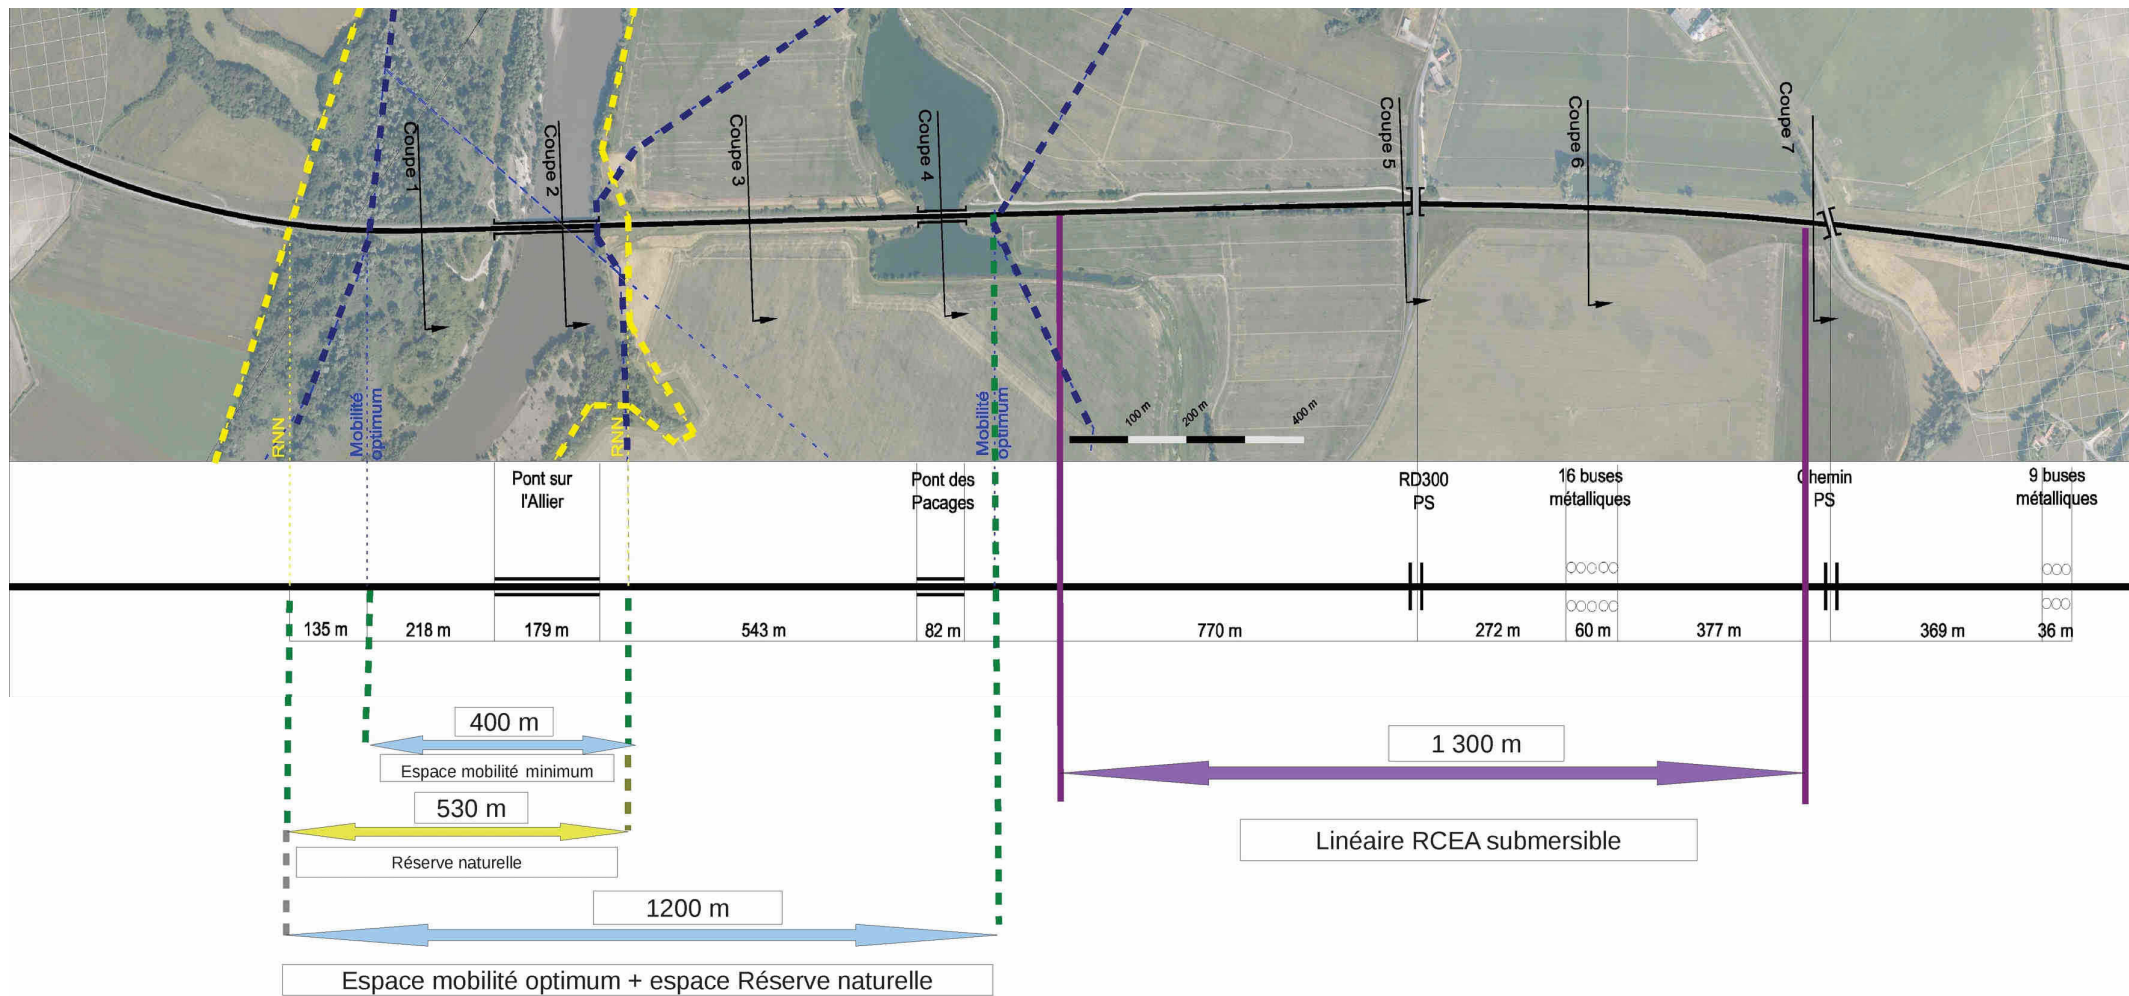 Coupe 1
Coupe 2
Coupe 3
Coupe 4
Coupe 5
Coupe 6
Coupe 7
RNN
Mobilité
optimum
RNN
Mobilité
optimum
100 m
200 m
400 m
Pont sur
l'Allier
Pont des
Pacages
RD300
PS
16 buses
métalliques
Chemin
PS
9 buses
métalliques
135 m
218 m
179 m
543 m
82 m
770 m
272 m
60 m
377 m
369 m
36 m
400 m
Espace mobilité minimum
530 m
Réserve naturelle
1200 m
Espace mobilité optimum + espace Réserve naturelle
1 300 m
Linéaire RCEA submersible